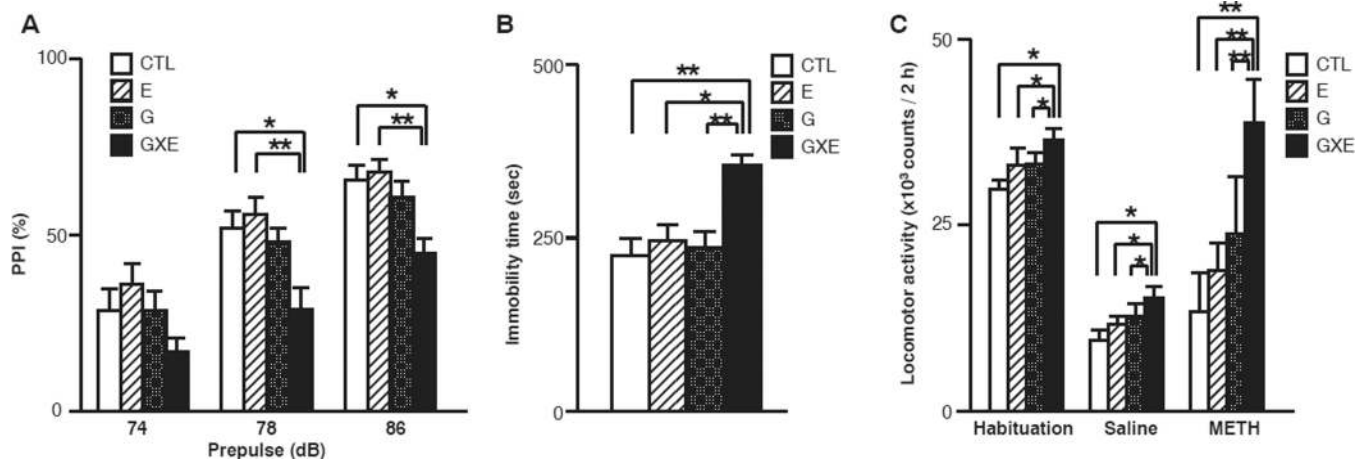 A
100
50
0
PPI (%)
CTL
E
G
GXE
*
**
*
**
74
78
86
Prepulse (dB)
B
500
250
0
Immobility time (sec)
CTL
E
G
GXE
**
*
**
C
50
25
0
Locomotor activity (x10³ counts / 2 h)
CTL
E
G
GXE
*
*
*
*
*
*
**
**
**
Habituation
Saline
METH